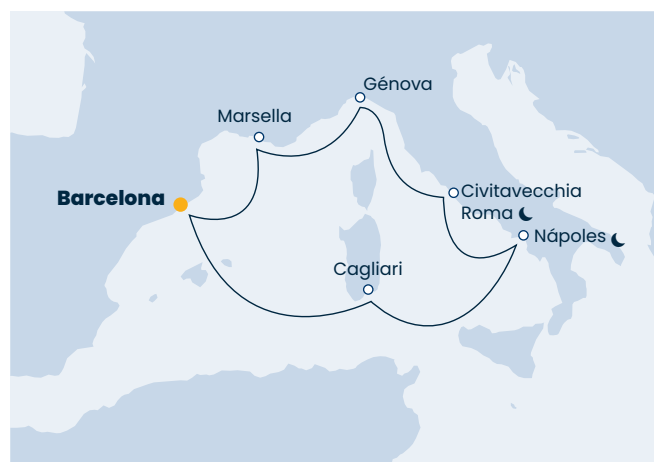 Génova
Marsella
Barcelona
Civitavecchia
Roma
Nápoles
Cagliari